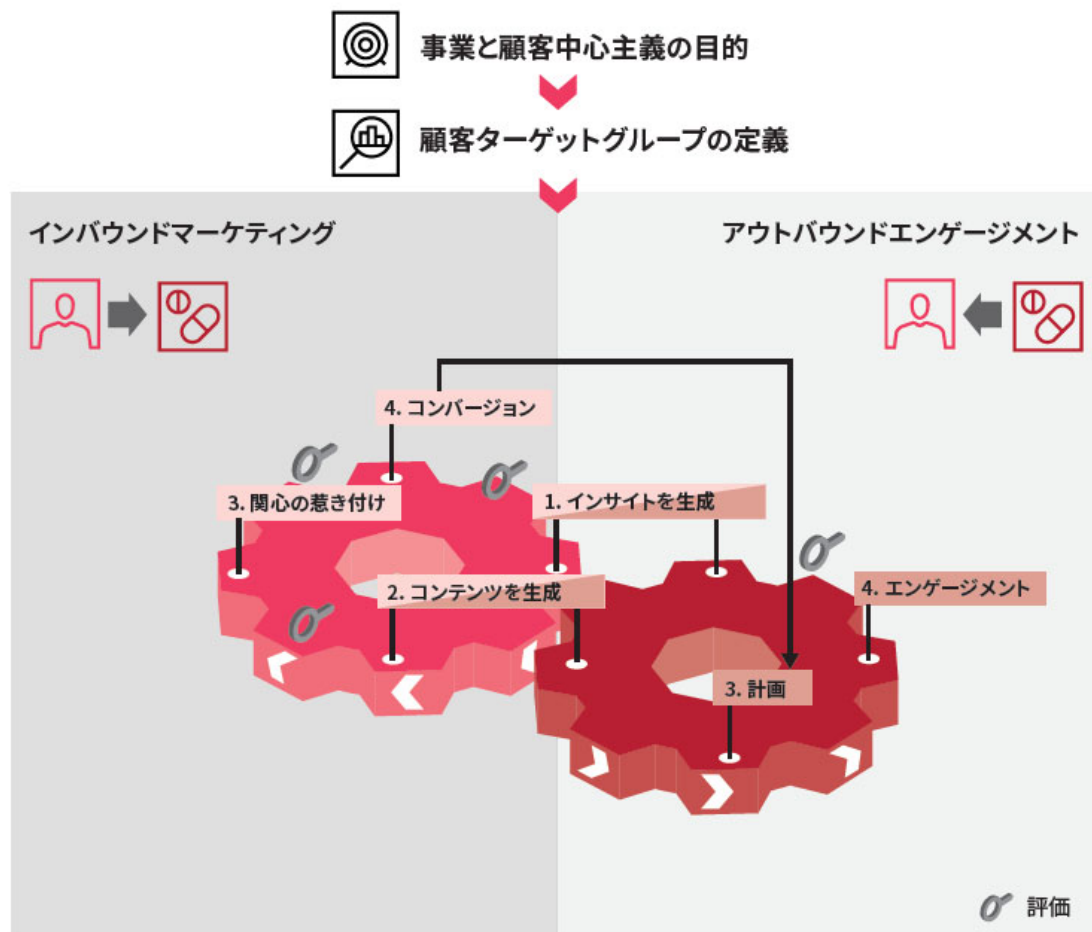 事業と顧客中心主義の目的
顧客ターゲットグループの定義
インバウンドマーケティング
アウトバウンドエンゲージメント
4. コンバージョン
3. 関心の惹き付け
1. インサイトを生成
2. コンテンツを生成
4. エンゲージメント
3. 計画
評価